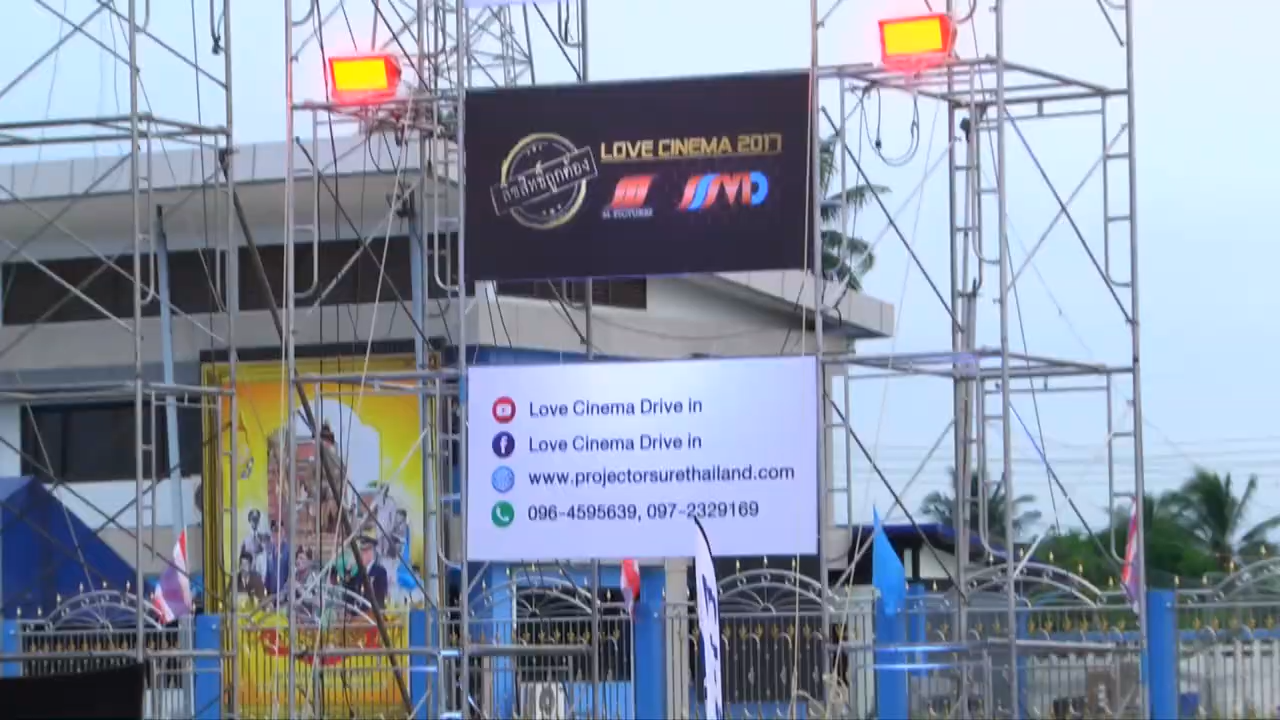 ลิขสิทธิ์ถูกต้อง
LOVE CINEMA 2017
M PICTURES
Love Cinema Drive in
Love Cinema Drive in
www.projectorsurethailand.com
096-4595639, 097-2329169